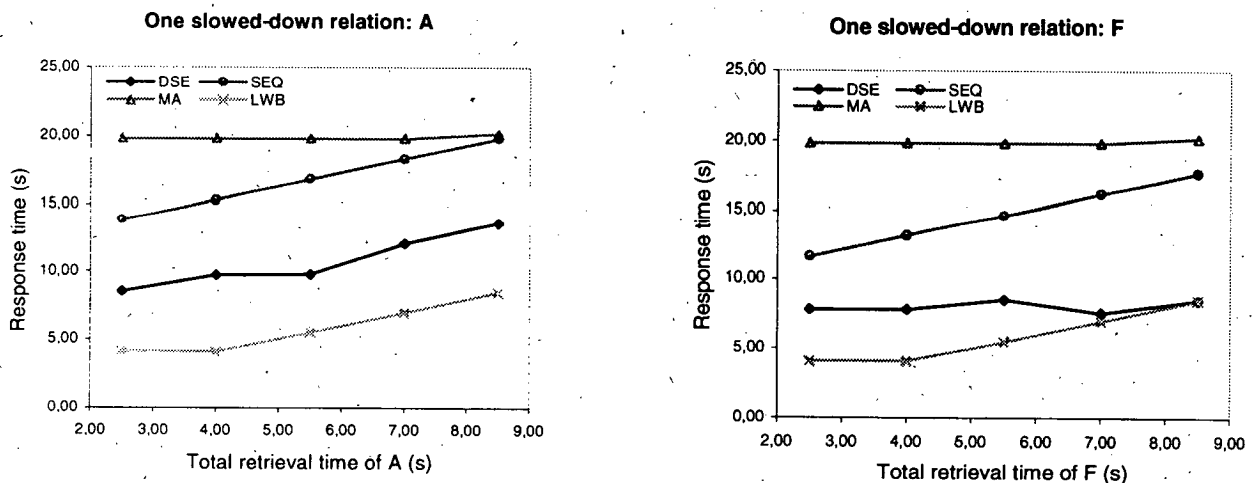 One slowed-down relation: A
25,00
20,00
15,00
10,00
5,00
0,00
Response time (s)
DSE SEQ
MA LWB
2,00 3,00 4,00 5,00 6,00 7,00 8,00 9,00
Total retrieval time of A (s)
One slowed-down relation: F
25,00
20,00
15,00
10,00
5,00
0,00
Response time (s)
DSE SEQ
MA LWB
2,00 3,00 4,00 5,00 6,00 7,00 8,00 9,00
Total retrieval time of F (s)